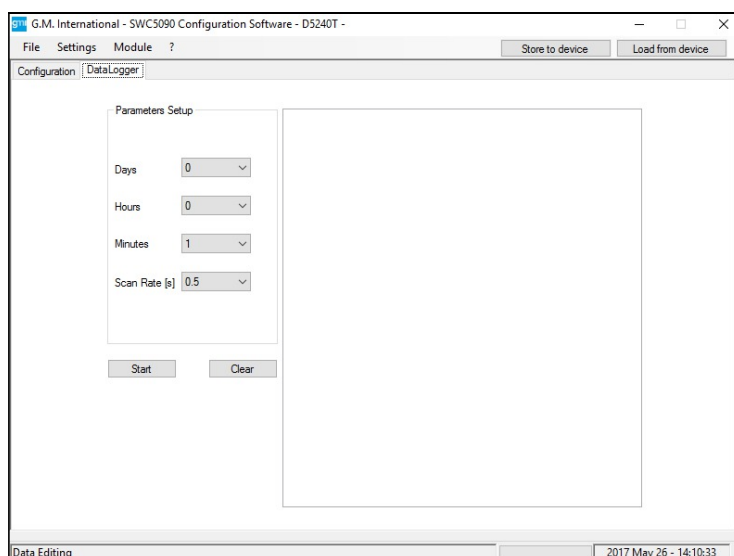 gmi G.M. International - SWC5090 Configuration Software - D5240T -
File Settings Module ? Store to device Load from device
Configuration DataLogger
Parameters Setup
Days 0
Hours 0
Minutes 1
Scan Rate [s] 0.5
Start Clear
Data Editing 2017 May 26 - 14:10:33